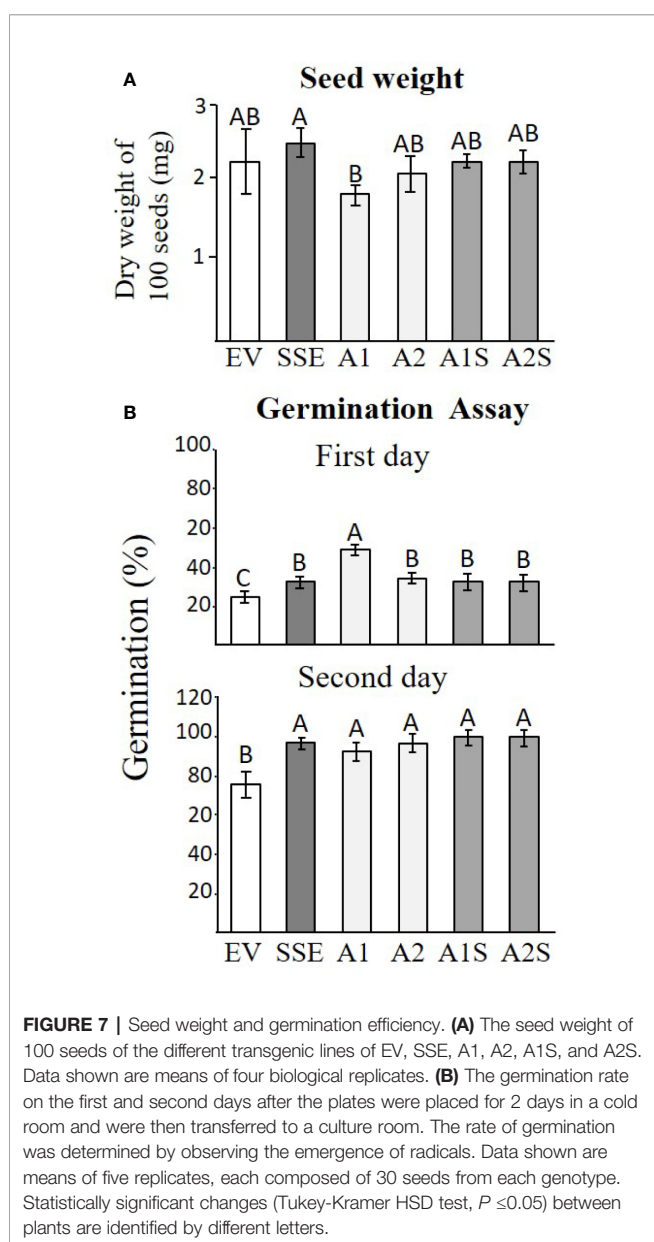 A
Seed weight
Dry weight of
100 seeds (mg)
3
2
1
AB
A
B
AB
AB
AB
EV SSE A1 A2 A1S A2S
B
Germination Assay
Germination (%)
First day
100
80
20
40
20
C
B
A
B
B
B
Second day
120
100
80
20
40
20
B
A
A
A
A
A
EV SSE A1 A2 A1S A2S
FIGURE 7 | Seed weight and germination efficiency. (A) The seed weight of
100 seeds of the different transgenic lines of EV, SSE, A1, A2, A1S, and A2S.
Data shown are means of four biological replicates. (B) The germination rate
on the first and second days after the plates were placed for 2 days in a cold
room and were then transferred to a culture room. The rate of germination
was determined by observing the emergence of radicals. Data shown are
means of five replicates, each composed of 30 seeds from each genotype.
Statistically significant changes (Tukey-Kramer HSD test, P ≤0.05) between
plants are identified by different letters.